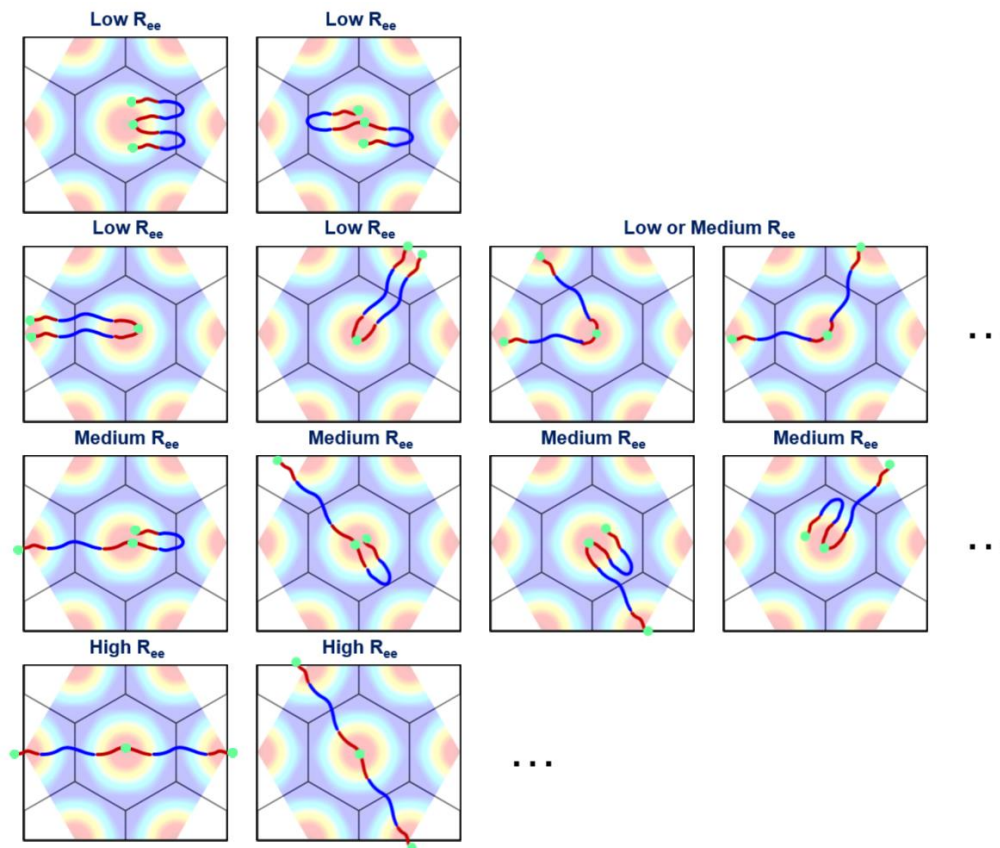 Low Ree Low Ree
Low Ree Low Ree Low or Medium Ree
. .
Medium Ree Medium Ree Medium Ree Medium Ree
. .
High Ree High Ree
. . .